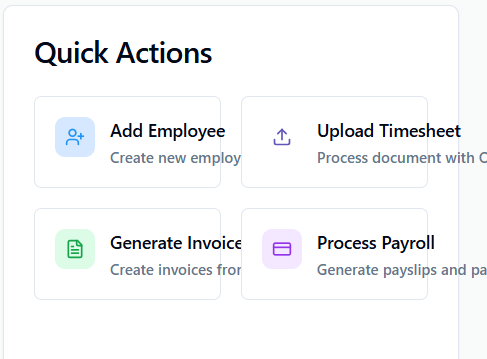 Quick Actions
Add Employee
Create new employ
Upload Timesheet
Process document with
Generate Invoice
Create invoices from
Process Payroll
Generate payslips and pa